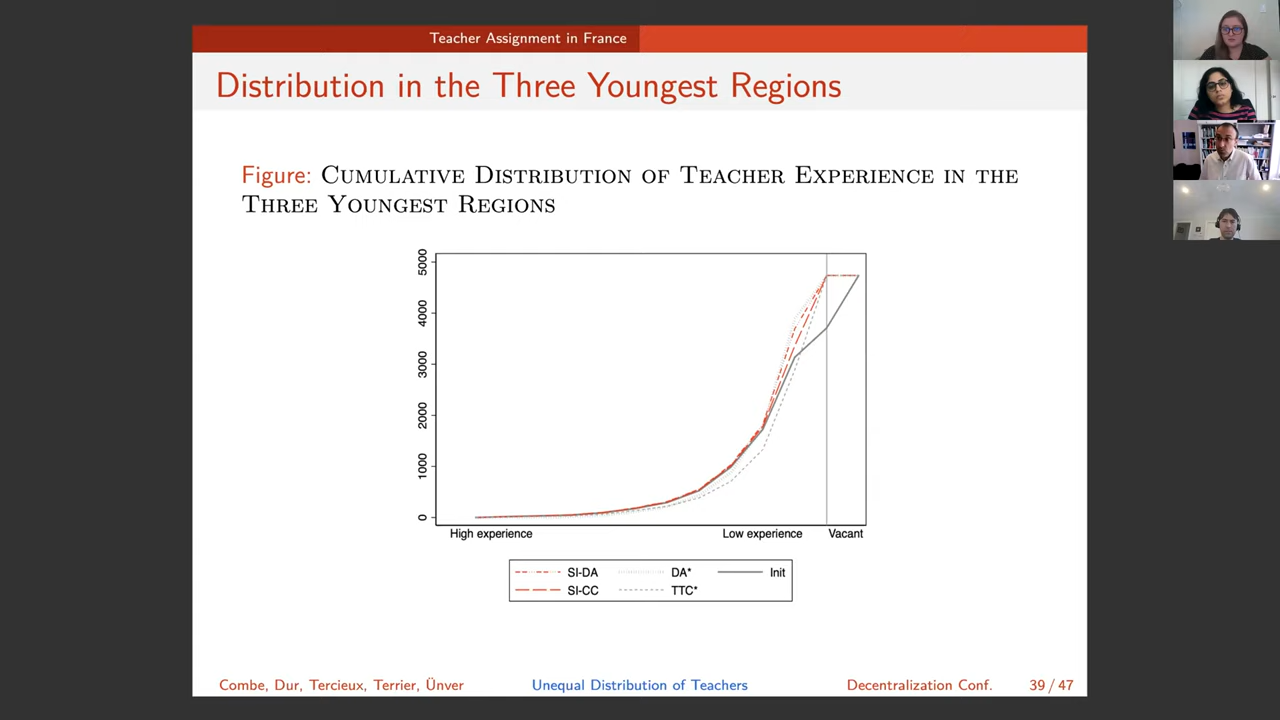 Teacher Assignment in France
Distribution in the Three Youngest Regions
Figure: Cumulative Distribution of Teacher Experience in the
Three Youngest Regions
5000
4000
3000
2000
1000
0
High experience
Low experience
Vacant
SI-DA
DA*
Init
SI-CC
TTC*
Combe, Dur, Tercieux, Terrier, Ünver
Unequal Distribution of Teachers
Decentralization Conf.
39 / 47